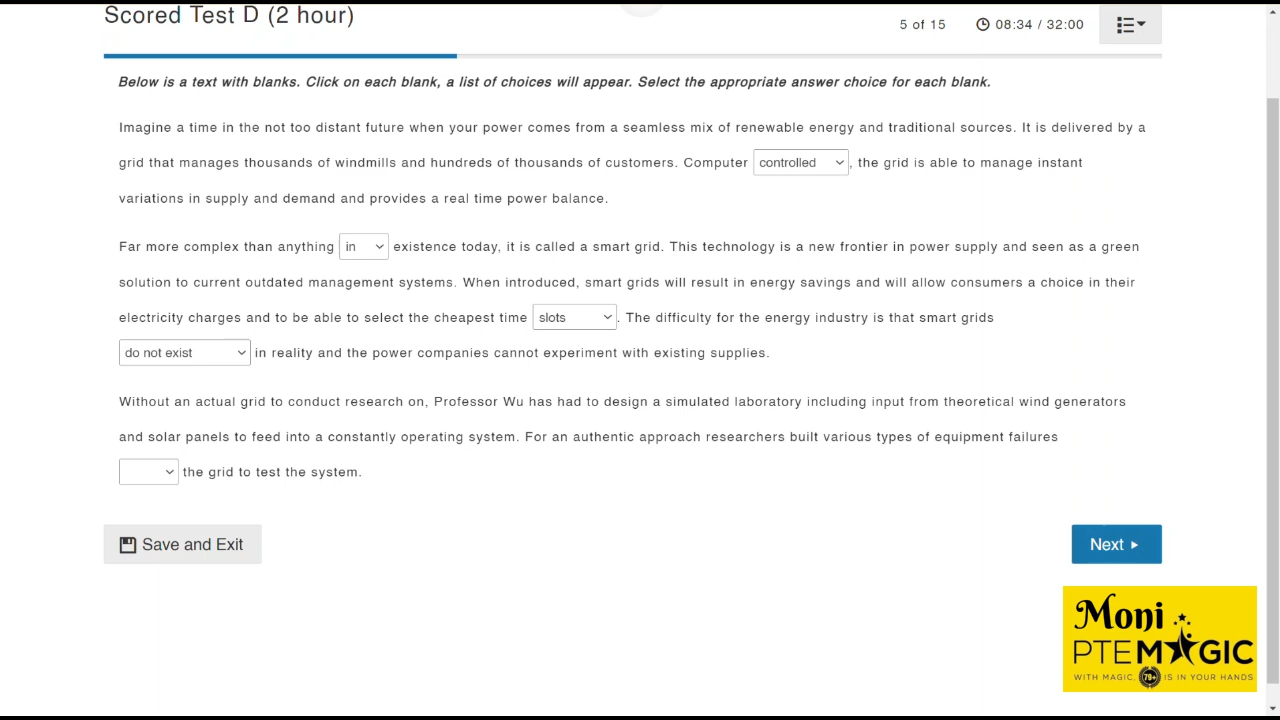 Scored Test D (2 hour)
5 of 15
08:34 / 32:00
Below is a text with blanks. Click on each blank, a list of choices will appear. Select the appropriate answer choice for each blank.
Imagine a time in the not too distant future when your power comes from a seamless mix of renewable energy and traditional sources. It is delivered by a
grid that manages thousands of windmills and hundreds of thousands of customers. Computer controlled, the grid is able to manage instant
variations in supply and demand and provides a real time power balance.
Far more complex than anything in existence today, it is called a smart grid. This technology is a new frontier in power supply and seen as a green
solution to current outdated management systems. When introduced, smart grids will result in energy savings and will allow consumers a choice in their
electricity charges and to be able to select the cheapest time slots. The difficulty for the energy industry is that smart grids
do not exist in reality and the power companies cannot experiment with existing supplies.
Without an actual grid to conduct research on, Professor Wu has had to design a simulated laboratory including input from theoretical wind generators
and solar panels to feed into a constantly operating system. For an authentic approach researchers built various types of equipment failures
the grid to test the system.
Save and Exit
Next
Moni
PTEMAGIC
WITH MAGIC, 79+ IS IN YOUR HANDS